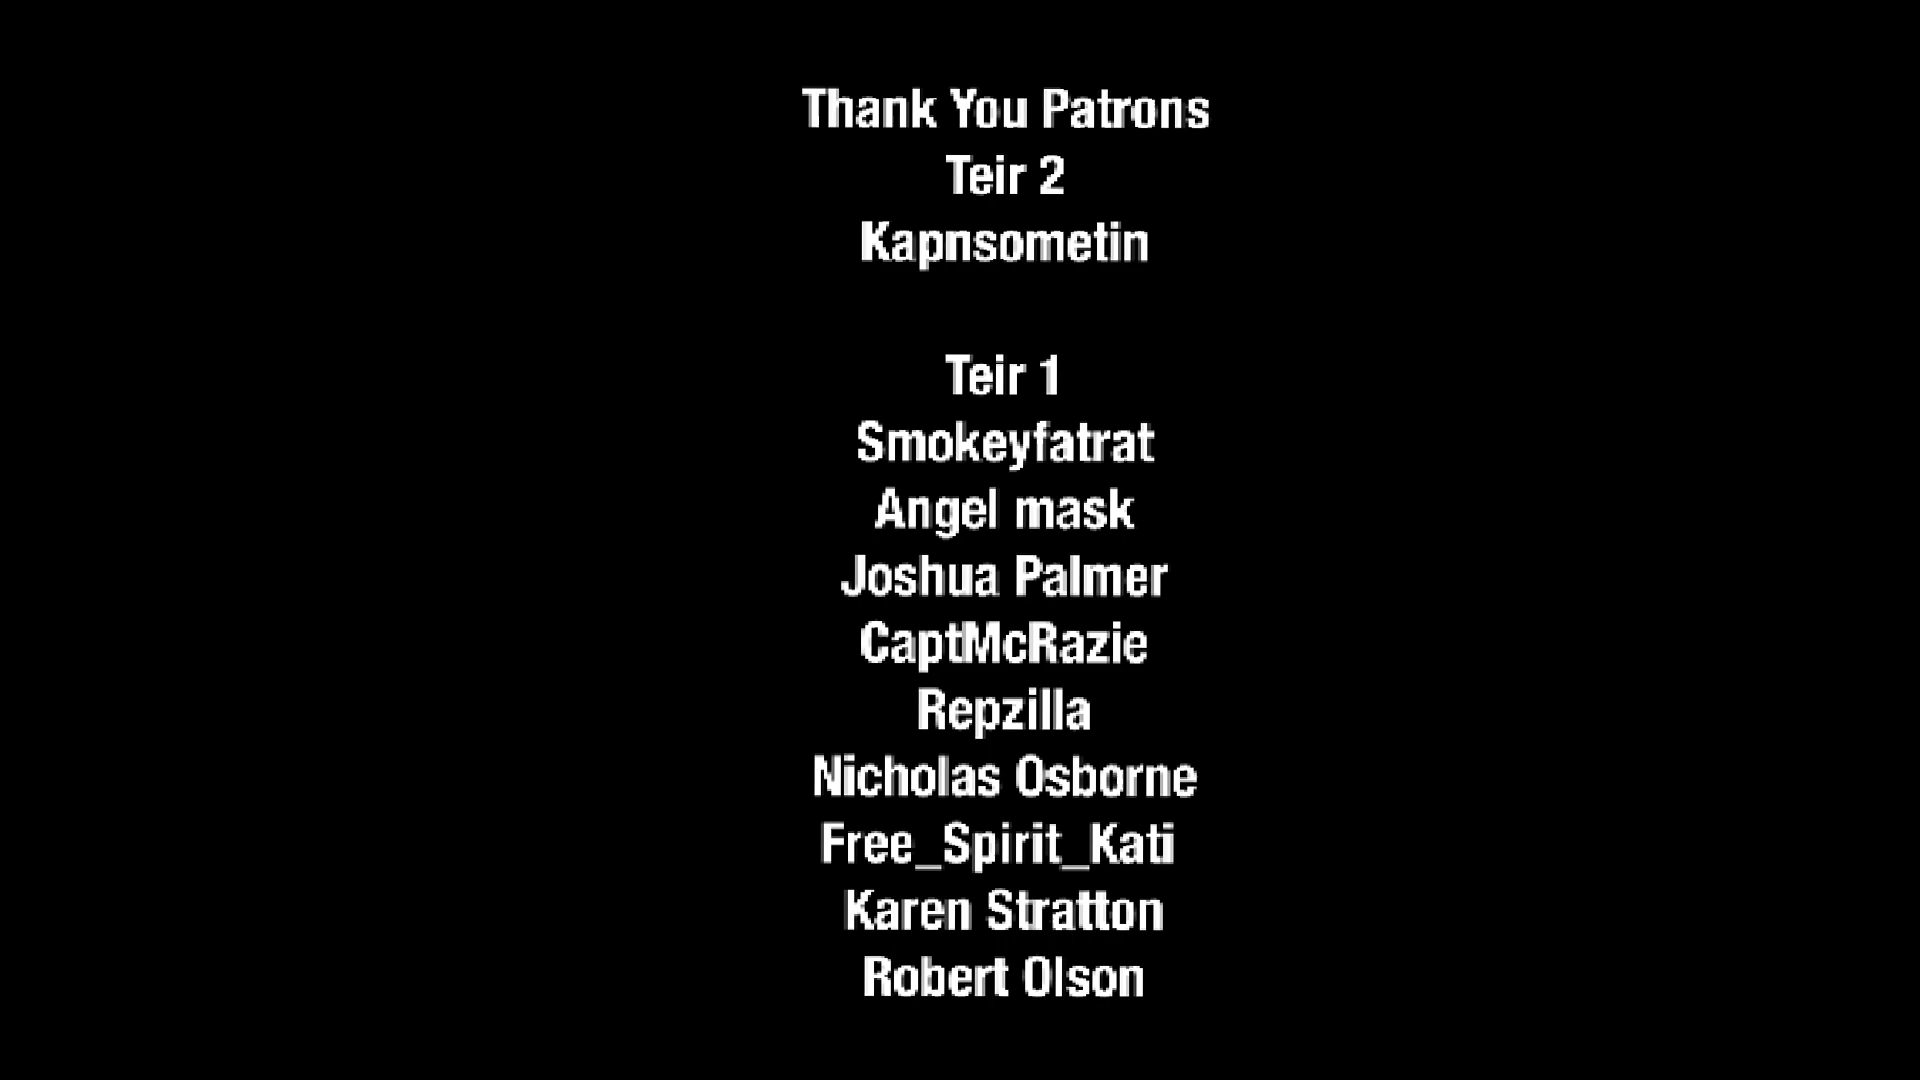 Thank You Patrons
Teir 2
Kapnsometin
Teir 1
Smokeyfatrat
Angel mask
Joshua Palmer
CaptMcRazie
Repzilla
Nicholas Osborne
Free_Spirit_Kati
Karen Stratton
Robert Olson